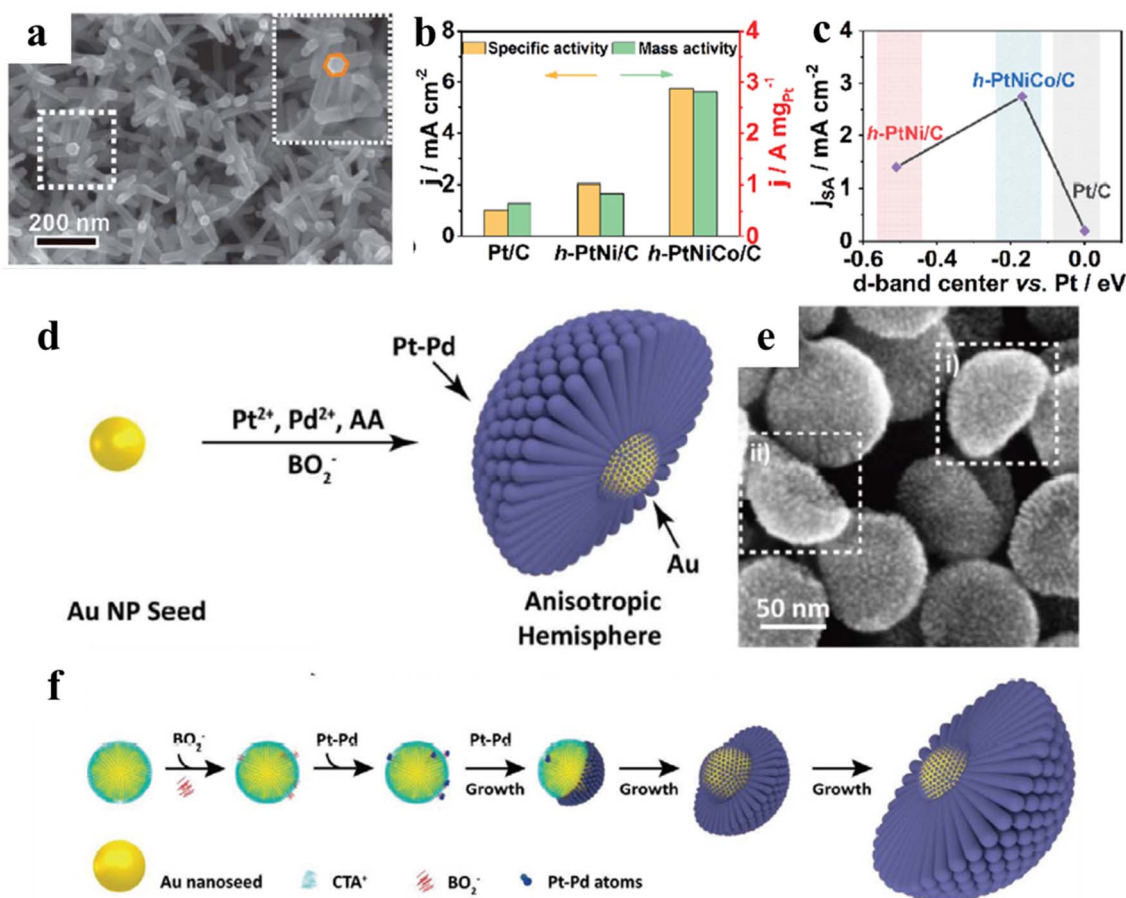 a
200 nm
b
Specific activity Mass activity
j / mA cm⁻²
8
6
4
2
0
Pt/C h-PtNi/C h-PtNiCo/C
4
3
2
1
0
j / A mgPt⁻¹
c
jSA / mA cm⁻²
4
3
2
1
0
h-PtNiCo/C
h-PtNi/C
Pt/C
-0.6 -0.4 -0.2 0.0
d-band center vs. Pt / eV
d
Pt-Pd
Pt²⁺, Pd²⁺, AA
BO₂⁻
Au
Au NP Seed
Anisotropic
Hemisphere
e
i)
ii)
50 nm
f
BO₂⁻ Pt-Pd Pt-Pd
Growth Growth Growth
Au nanoseed CTA⁺ BO₂⁻ Pt-Pd atoms